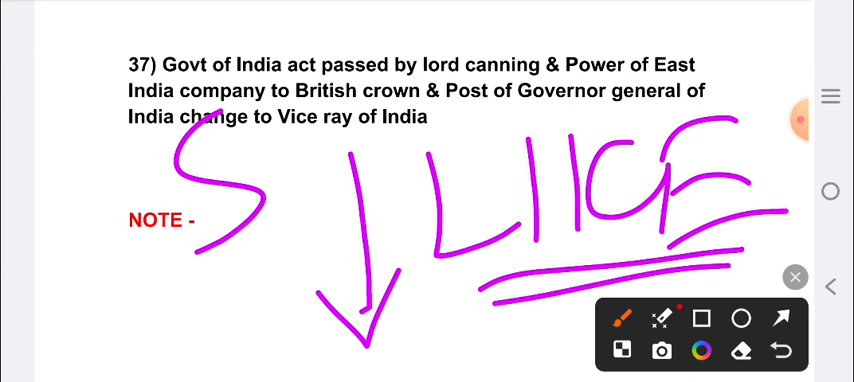 37) Govt of India act passed by lord canning & Power of East
India company to British crown & Post of Governor general of
India change to Vice ray of India
NOTE -